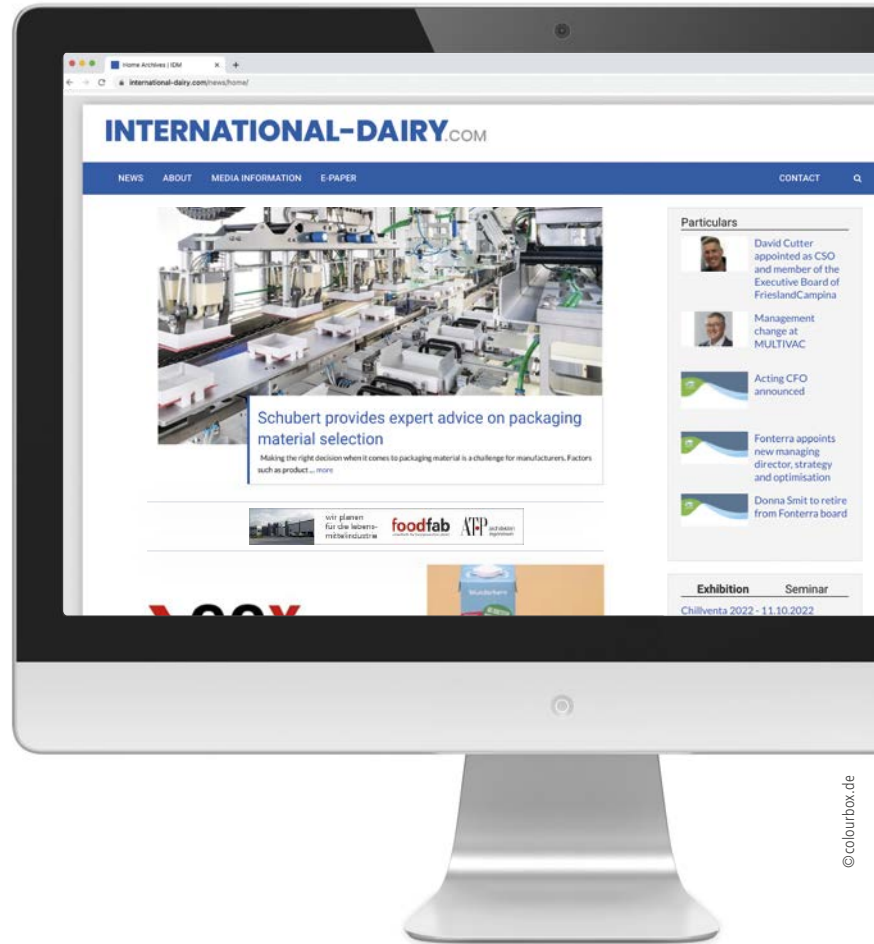 Home Archives | IDM
international-dairy.com/news/home/
INTERNATIONAL-DAIRY.COM
NEWS ABOUT MEDIA INFORMATION E-PAPER CONTACT
Schubert provides expert advice on packaging
material selection
Making the right decision when it comes to packaging material is a challenge for manufacturers. Factors
such as product ... more
wir planen
für die lebens-
mittelindustrie
foodfab
ATP architekten
ingenieure
Particulars
David Cutter
appointed as CSO
and member of the
Executive Board of
FrieslandCampina
Management
change at
MULTIVAC
Acting CFO
announced
Fonterra appoints
new managing
director, strategy
and optimisation
Donna Smit to retire
from Fonterra board
Exhibition Seminar
Chillventa 2022 - 11.10.2022
©colourbox.de